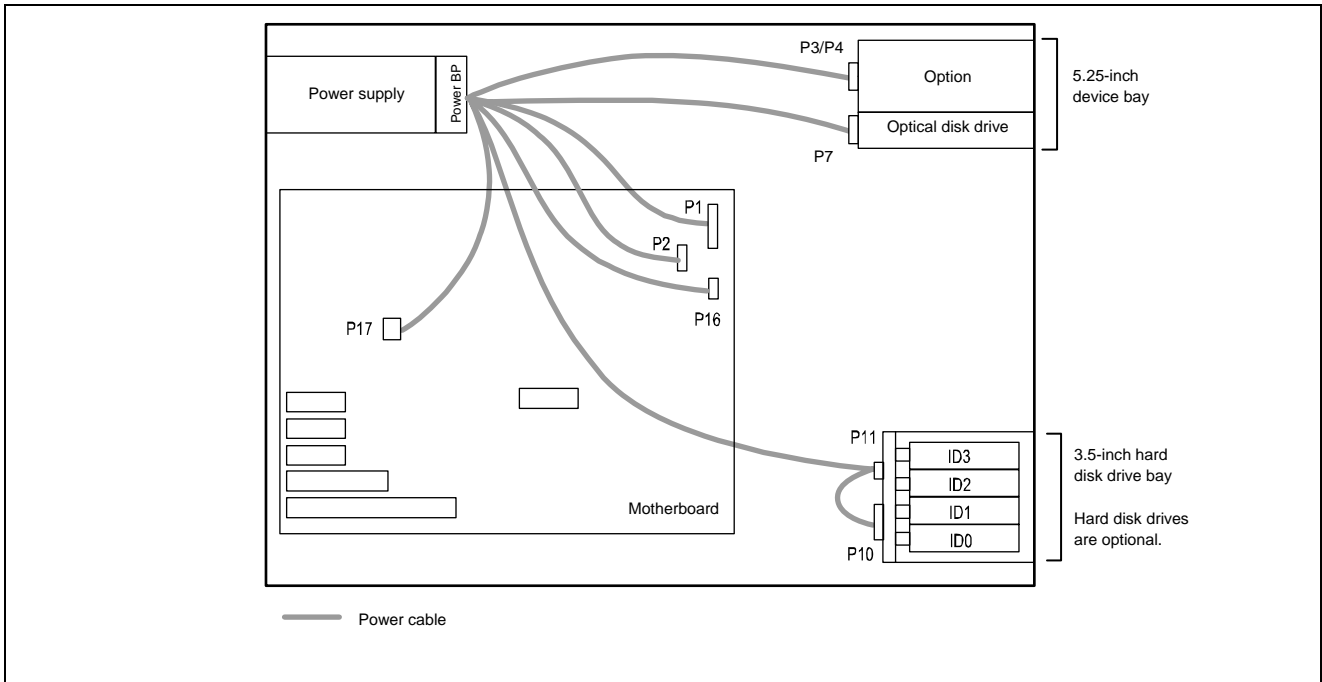 P3/P4
Power supply
Power BP
Option
5.25-inch
device bay
Optical disk drive
P7
P1
P2
P16
P17
P11
ID3
ID2
ID1
ID0
P10
3.5-inch hard
disk drive bay
Hard disk drives
are optional.
Motherboard
Power cable